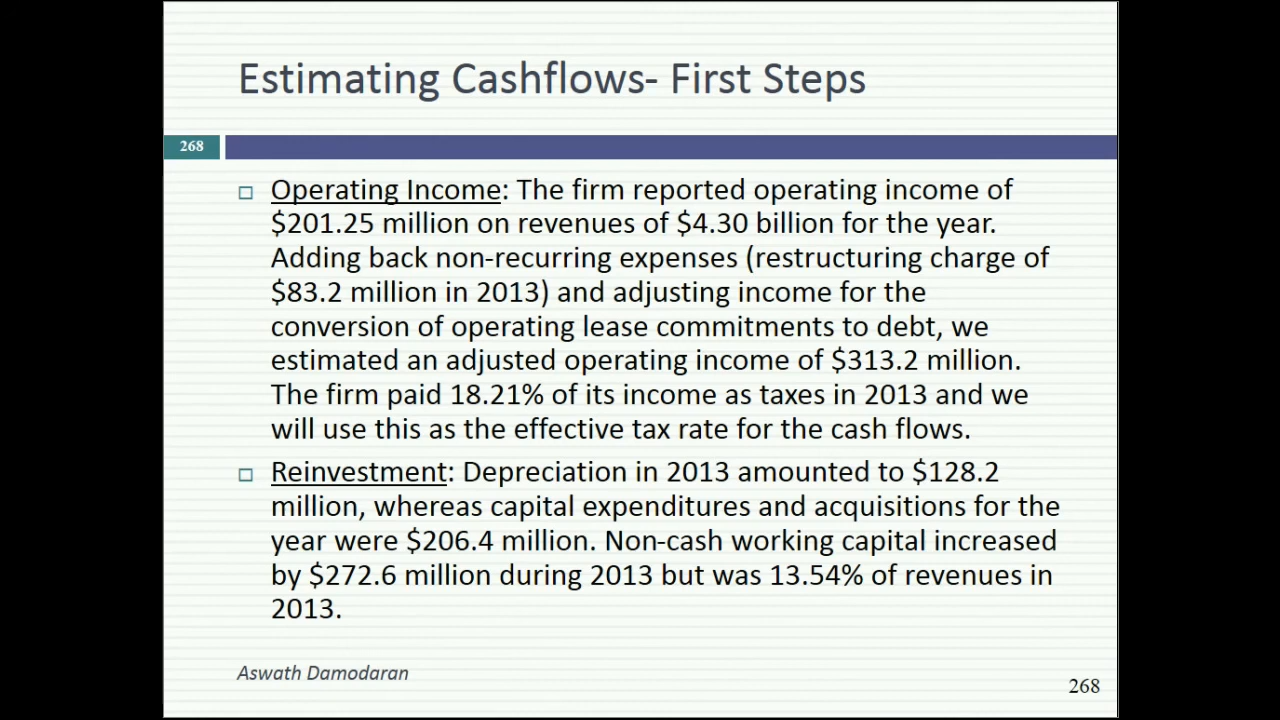 Estimating Cashflows- First Steps
268
Operating Income: The firm reported operating income of
$201.25 million on revenues of $4.30 billion for the year.
Adding back non-recurring expenses (restructuring charge of
$83.2 million in 2013) and adjusting income for the
conversion of operating lease commitments to debt, we
estimated an adjusted operating income of $313.2 million.
The firm paid 18.21% of its income as taxes in 2013 and we
will use this as the effective tax rate for the cash flows.
Reinvestment: Depreciation in 2013 amounted to $128.2
million, whereas capital expenditures and acquisitions for the
year were $206.4 million. Non-cash working capital increased
by $272.6 million during 2013 but was 13.54% of revenues in
2013.
Aswath Damodaran
268